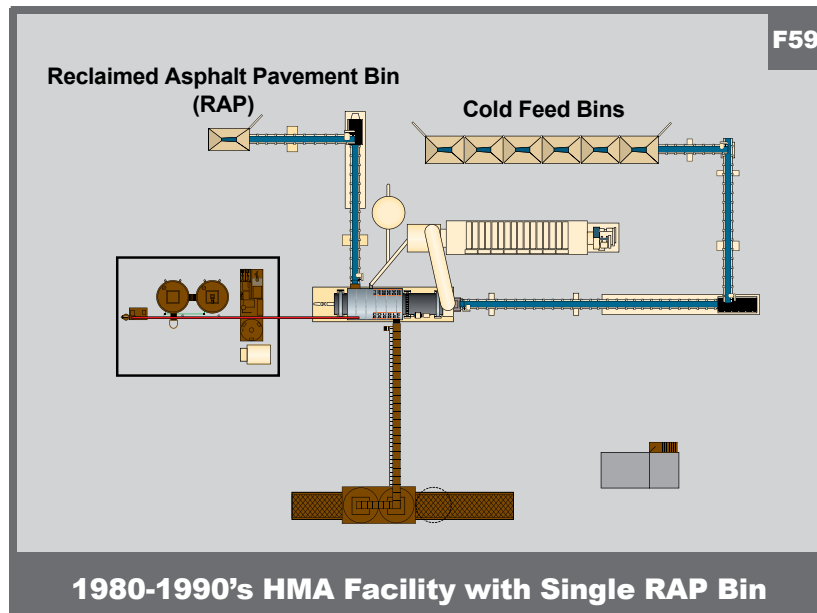 F59
Reclaimed Asphalt Pavement Bin
(RAP)
Cold Feed Bins
1980-1990's HMA Facility with Single RAP Bin